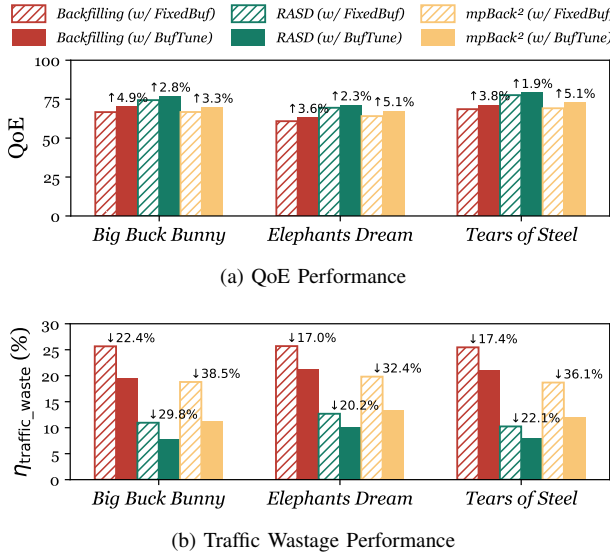 Backfilling (w/ FixedBuf) RASD (w/ FixedBuf) mpBack² (w/ FixedBuf)
Backfilling (w/ BufTune) RASD (w/ BufTune) mpBack² (w/ BufTune)
100
75
50
25
0
QoE
↑4.9% ↑2.8% ↑3.3% ↑3.6% ↑2.3% ↑5.1% ↑3.8% ↑1.9% ↑5.1%
Big Buck Bunny Elephants Dream Tears of Steel
(a) QoE Performance
30
25
20
15
10
5
0
ηtraffic_waste (%)
↓22.4% ↓29.8% ↓38.5% ↓17.0% ↓20.2% ↓32.4% ↓17.4% ↓22.1% ↓36.1%
Big Buck Bunny Elephants Dream Tears of Steel
(b) Traffic Wastage Performance